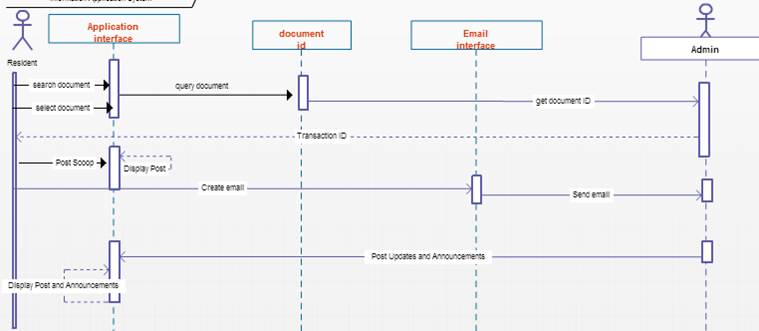 Application
interface
document
id
Email
interface
Admin
Resident
search document
query document
select document
get document ID
Transaction ID
Post Scoop
Display Post
Create email
Send email
Post Updates and Announcements
Display Post and Announcements